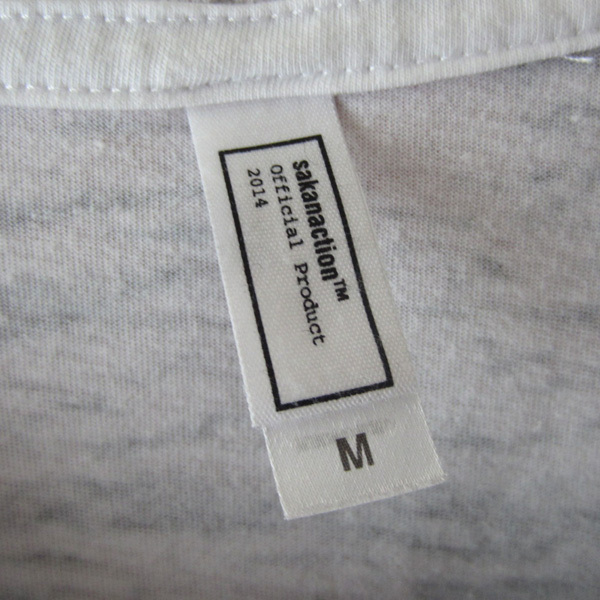 sakanaction™
Official Product
2014
M